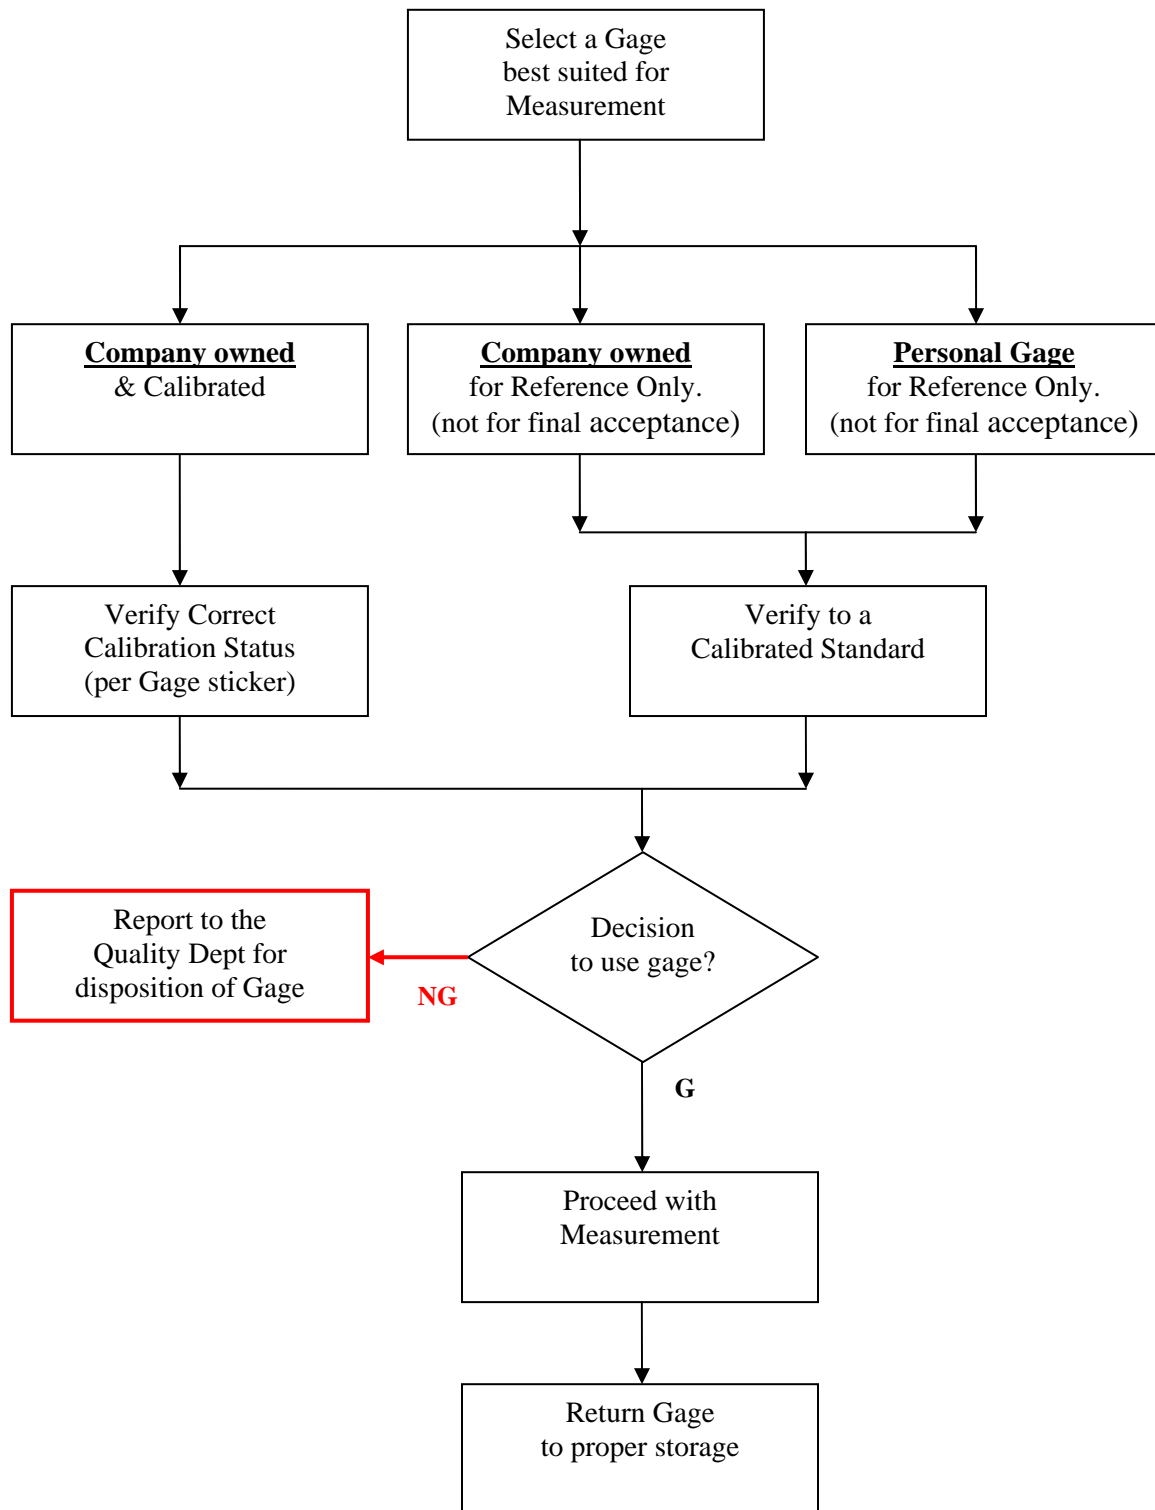 Select a Gage
best suited for
Measurement
Company owned
& Calibrated
Company owned
for Reference Only.
(not for final acceptance)
Personal Gage
for Reference Only.
(not for final acceptance)
Verify Correct
Calibration Status
(per Gage sticker)
Verify to a
Calibrated Standard
Decision
to use gage?
Report to the
Quality Dept for
disposition of Gage
NG
G
Proceed with
Measurement
Return Gage
to proper storage